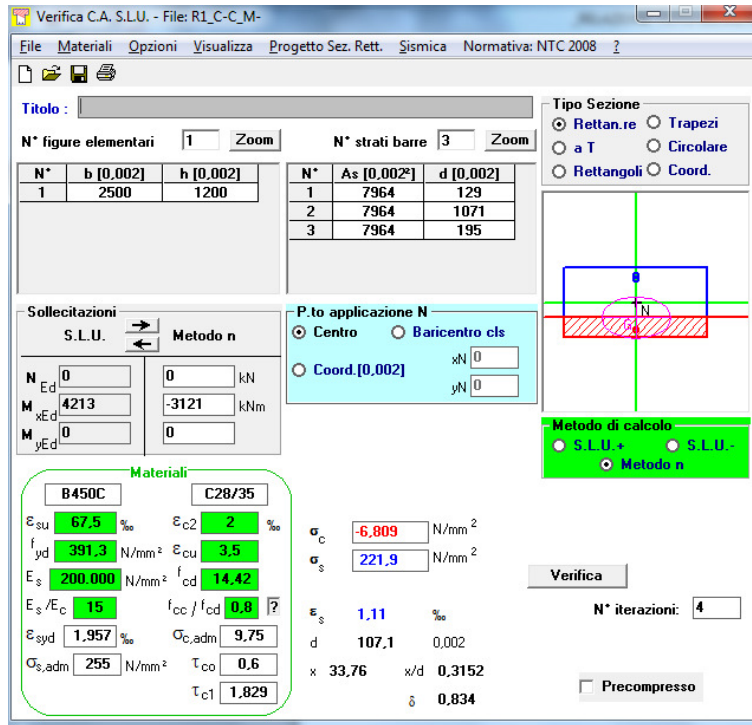 Verifica C.A. S.L.U. - File: R1_C-C_M-
File Materiali Opzioni Visualizza Progetto Sez. Rett. Sismica Normativa: NTC 2008 ?
Titolo :
N° figure elementari 1 Zoom
N° strati barre 3 Zoom
N° b [0,002] h [0,002]
1 2500 1200
N° As [0,002²] d [0,002]
1 7964 129
2 7964 1071
3 7964 195
Tipo Sezione
Rettan.re Trapezi
a T Circolare
Rettangoli Coord.
N
G
Sollecitazioni
S.L.U. Metodo n
N Ed 0 0 kN
M xEd 4213 -3121 kNm
M yEd 0 0
P.to applicazione N
Centro Baricentro cls
Coord.[0,002] xN 0
yN 0
Metodo di calcolo
S.L.U.+ S.L.U.-
Metodo n
Materiali
B450C C28/35
εsu 67,5 ‰ εc2 2 ‰
fyd 391,3 N/mm² εcu 3,5
Es 200.000 N/mm² fcd 14,42
Es/Ec 15 fcc / fcd 0,8 ?
εsyd 1,957 ‰ σc,adm 9,75
σs,adm 255 N/mm² τco 0,6
τc1 1,829
σc -6,809 N/mm²
σs 221,9 N/mm²
εs 1,11 ‰
d 107,1 0,002
x 33,76 x/d 0,3152
δ 0,834
Verifica
N° iterazioni: 4
Precompresso